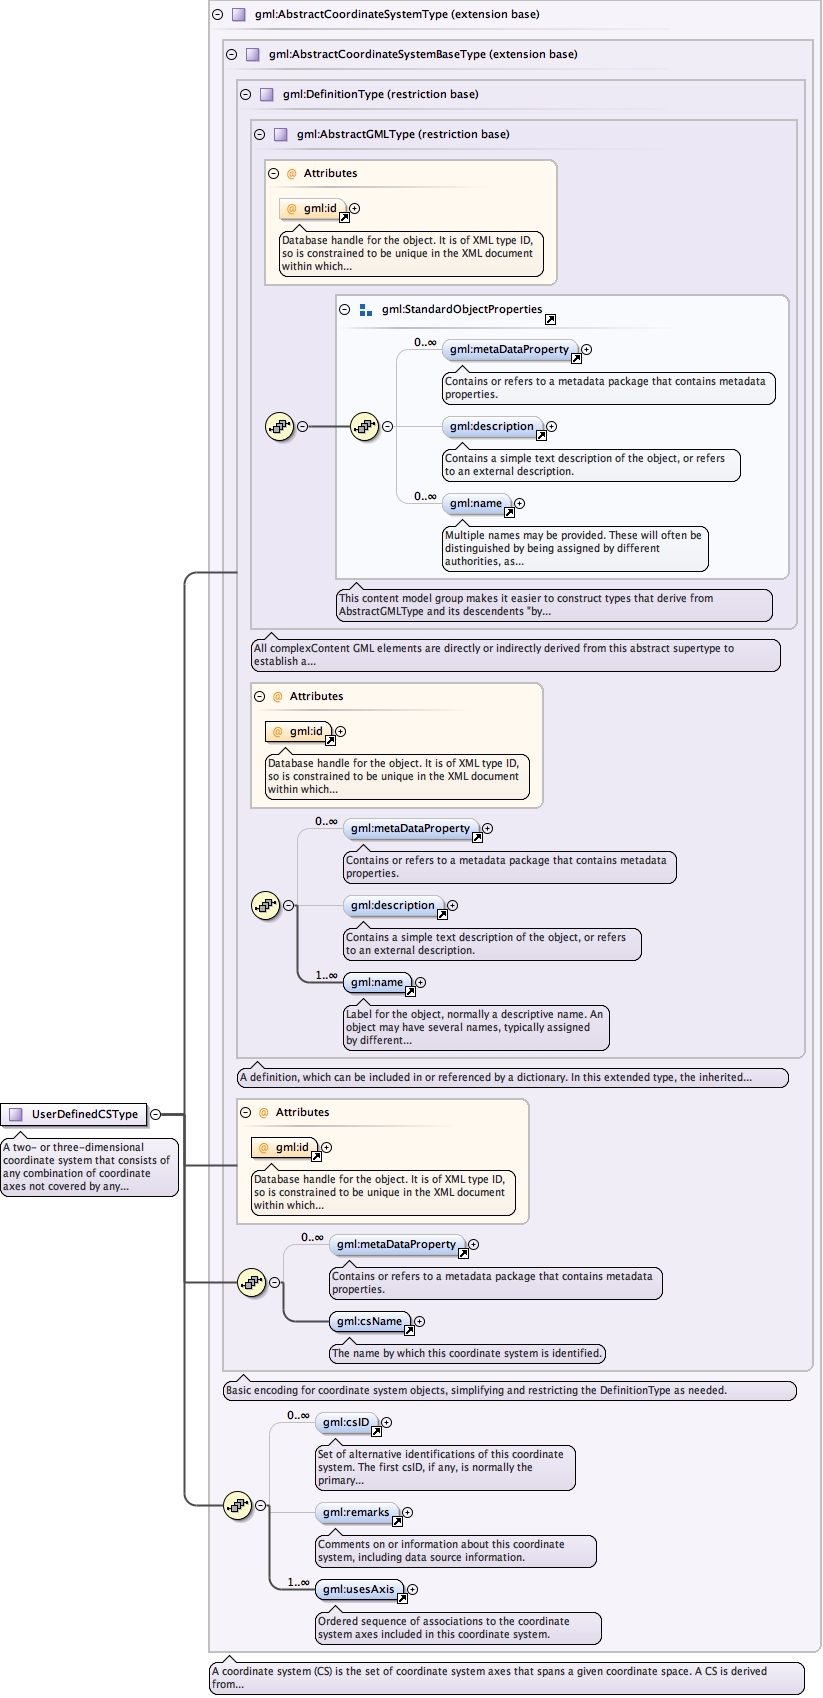 gml:AbstractCoordinateSystemType (extension base)
gml:AbstractCoordinateSystemBaseType (extension base)
gml:DefinitionType (restriction base)
gml:AbstractGMLType (restriction base)
@ Attributes
@ gml:id
Database handle for the object. It is of XML type ID,
so is constrained to be unique in the XML document
within which...
gml:StandardObjectProperties
0..∞
gml:metaDataProperty
Contains or refers to a metadata package that contains metadata
properties.
gml:description
Contains a simple text description of the object, or refers
to an external description.
0..∞
gml:name
Multiple names may be provided. These will often be
distinguished by being assigned by different
authorities, as...
This content model group makes it easier to construct types that derive from
AbstractGMLType and its descendents "by...
All complexContent GML elements are directly or indirectly derived from this abstract supertype to
establish a...
@ Attributes
@ gml:id
Database handle for the object. It is of XML type ID,
so is constrained to be unique in the XML document
within which...
0..∞
gml:metaDataProperty
Contains or refers to a metadata package that contains metadata
properties.
gml:description
Contains a simple text description of the object, or refers
to an external description.
1..∞
gml:name
Label for the object, normally a descriptive name. An
object may have several names, typically assigned
by different...
A definition, which can be included in or referenced by a dictionary. In this extended type, the inherited...
UserDefinedCSType
A two- or three-dimensional
coordinate system that consists of
any combination of coordinate
axes not covered by any...
@ Attributes
@ gml:id
Database handle for the object. It is of XML type ID,
so is constrained to be unique in the XML document
within which...
0..∞
gml:metaDataProperty
Contains or refers to a metadata package that contains metadata
properties.
gml:csName
The name by which this coordinate system is identified.
Basic encoding for coordinate system objects, simplifying and restricting the DefinitionType as needed.
0..∞
gml:csID
Set of alternative identifications of this coordinate
system. The first csID, if any, is normally the
primary...
gml:remarks
Comments on or information about this coordinate
system, including data source information.
1..∞
gml:usesAxis
Ordered sequence of associations to the coordinate
system axes included in this coordinate system.
A coordinate system (CS) is the set of coordinate system axes that spans a given coordinate space. A CS is derived
from...